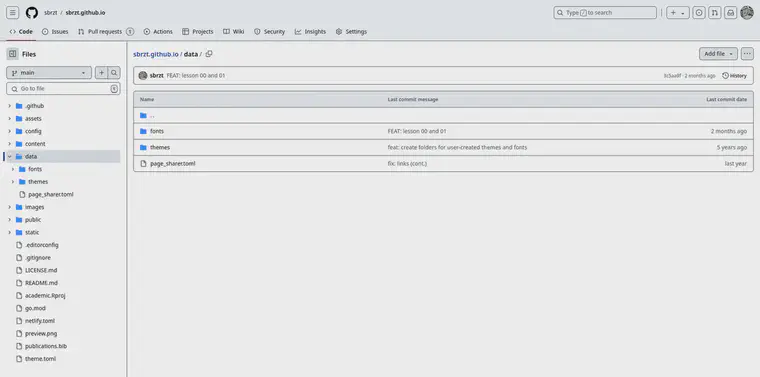 sbrzt / sbrzt.github.io
Type / to search
Code
Issues
Pull requests
Actions
Projects
Wiki
Security
Insights
Settings
Files
main
Go to file
.github
assets
config
content
data
fonts
themes
page_sharer.toml
images
public
static
.editorconfig
.gitignore
LICENSE.md
README.md
academic.Rproj
go.mod
netlify.toml
preview.png
publications.bib
theme.toml
sbrzt.github.io / data /
Add file
sbrzt FEAT: lesson 00 and 01
· 2 months ago
History
Name Last commit message Last commit date
..
fonts FEAT: lesson 00 and 01 2 months ago
themes feat: create folders for user-created themes and fonts 5 years ago
page_sharer.toml fix: links (cont.) last year